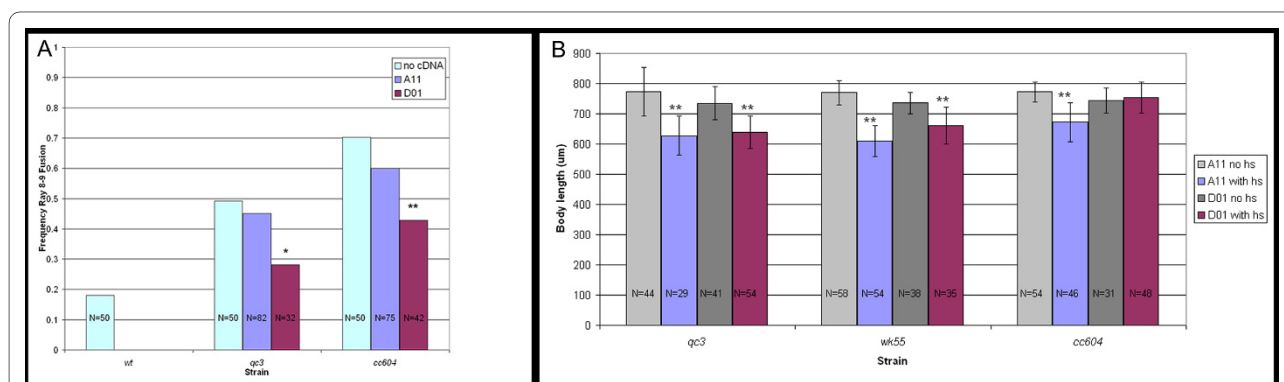 A
1
0.9
0.8
0.7
0.6
0.5
0.4
0.3
0.2
0.1
0
Frequency Ray 8-9 Fusion
no cDNA
A11
D01
*
**
N=50
N=50
N=82
N=32
N=50
N=75
N=42
wt
qc3
cc604
Strain
B
900
800
700
600
500
400
300
200
100
0
Body length (um)
**
**
**
**
**
N=44
N=29
N=41
N=54
N=58
N=54
N=38
N=35
N=54
N=46
N=31
N=48
qc3
wk55
cc604
Strain
A11 no hs
A11 with hs
D01 no hs
D01 with hs